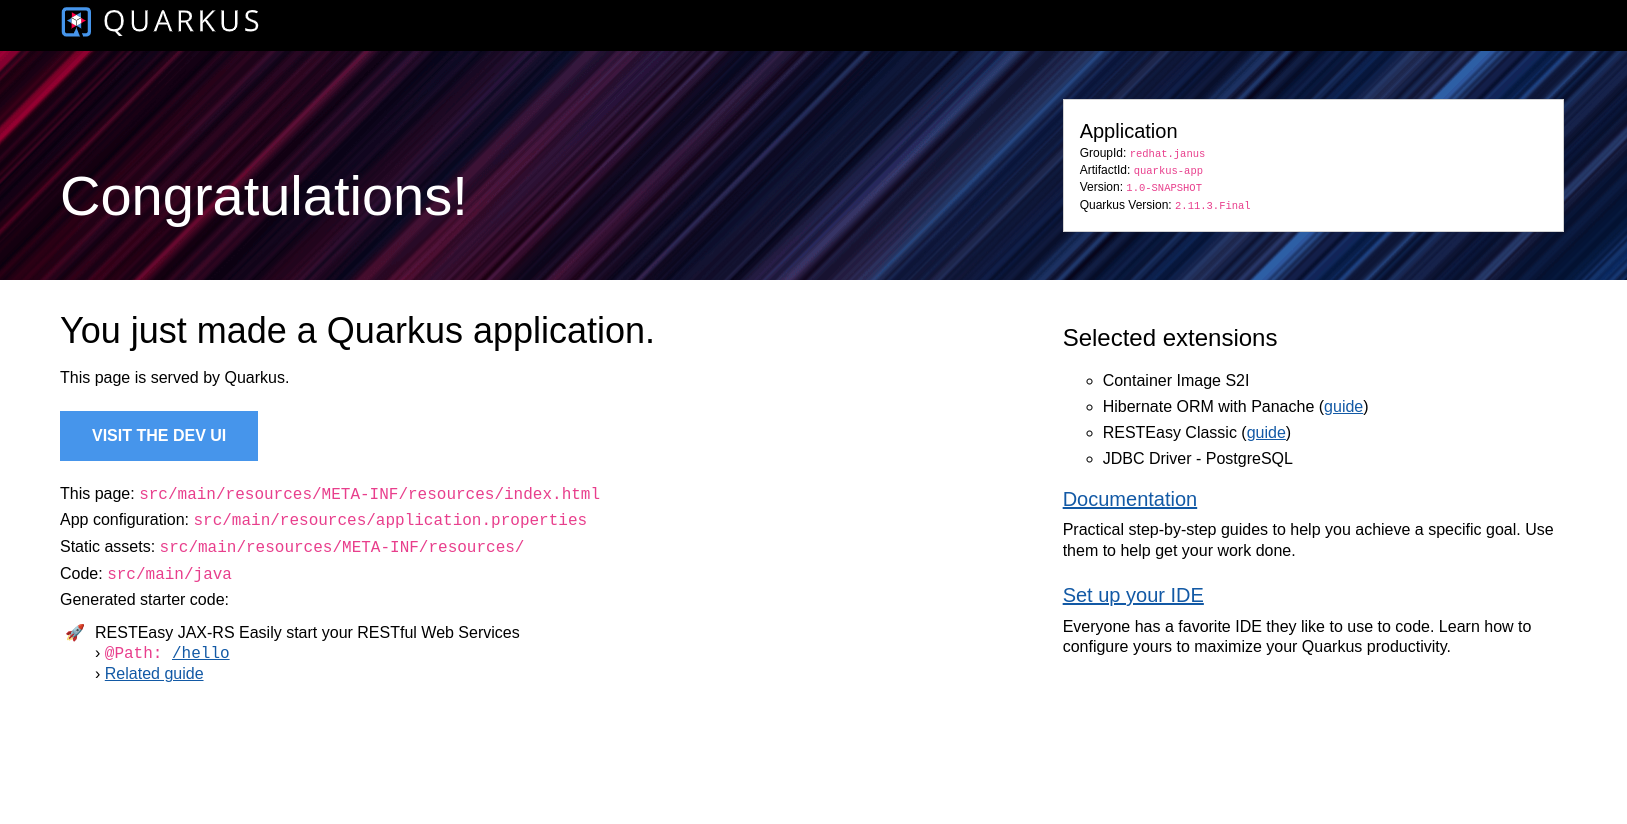 QUARKUS
Congratulations!
Application
GroupId: redhat.janus
ArtifactId: quarkus-app
Version: 1.0-SNAPSHOT
Quarkus Version: 2.11.3.Final
You just made a Quarkus application.
This page is served by Quarkus.
VISIT THE DEV UI
This page: src/main/resources/META-INF/resources/index.html
App configuration: src/main/resources/application.properties
Static assets: src/main/resources/META-INF/resources/
Code: src/main/java
Generated starter code:
🚀 RESTEasy JAX-RS Easily start your RESTful Web Services
› @Path: /hello
› Related guide
Selected extensions
Container Image S2I
Hibernate ORM with Panache (guide)
RESTEasy Classic (guide)
JDBC Driver - PostgreSQL
Documentation
Practical step-by-step guides to help you achieve a specific goal. Use
them to help get your work done.
Set up your IDE
Everyone has a favorite IDE they like to use to code. Learn how to
configure yours to maximize your Quarkus productivity.